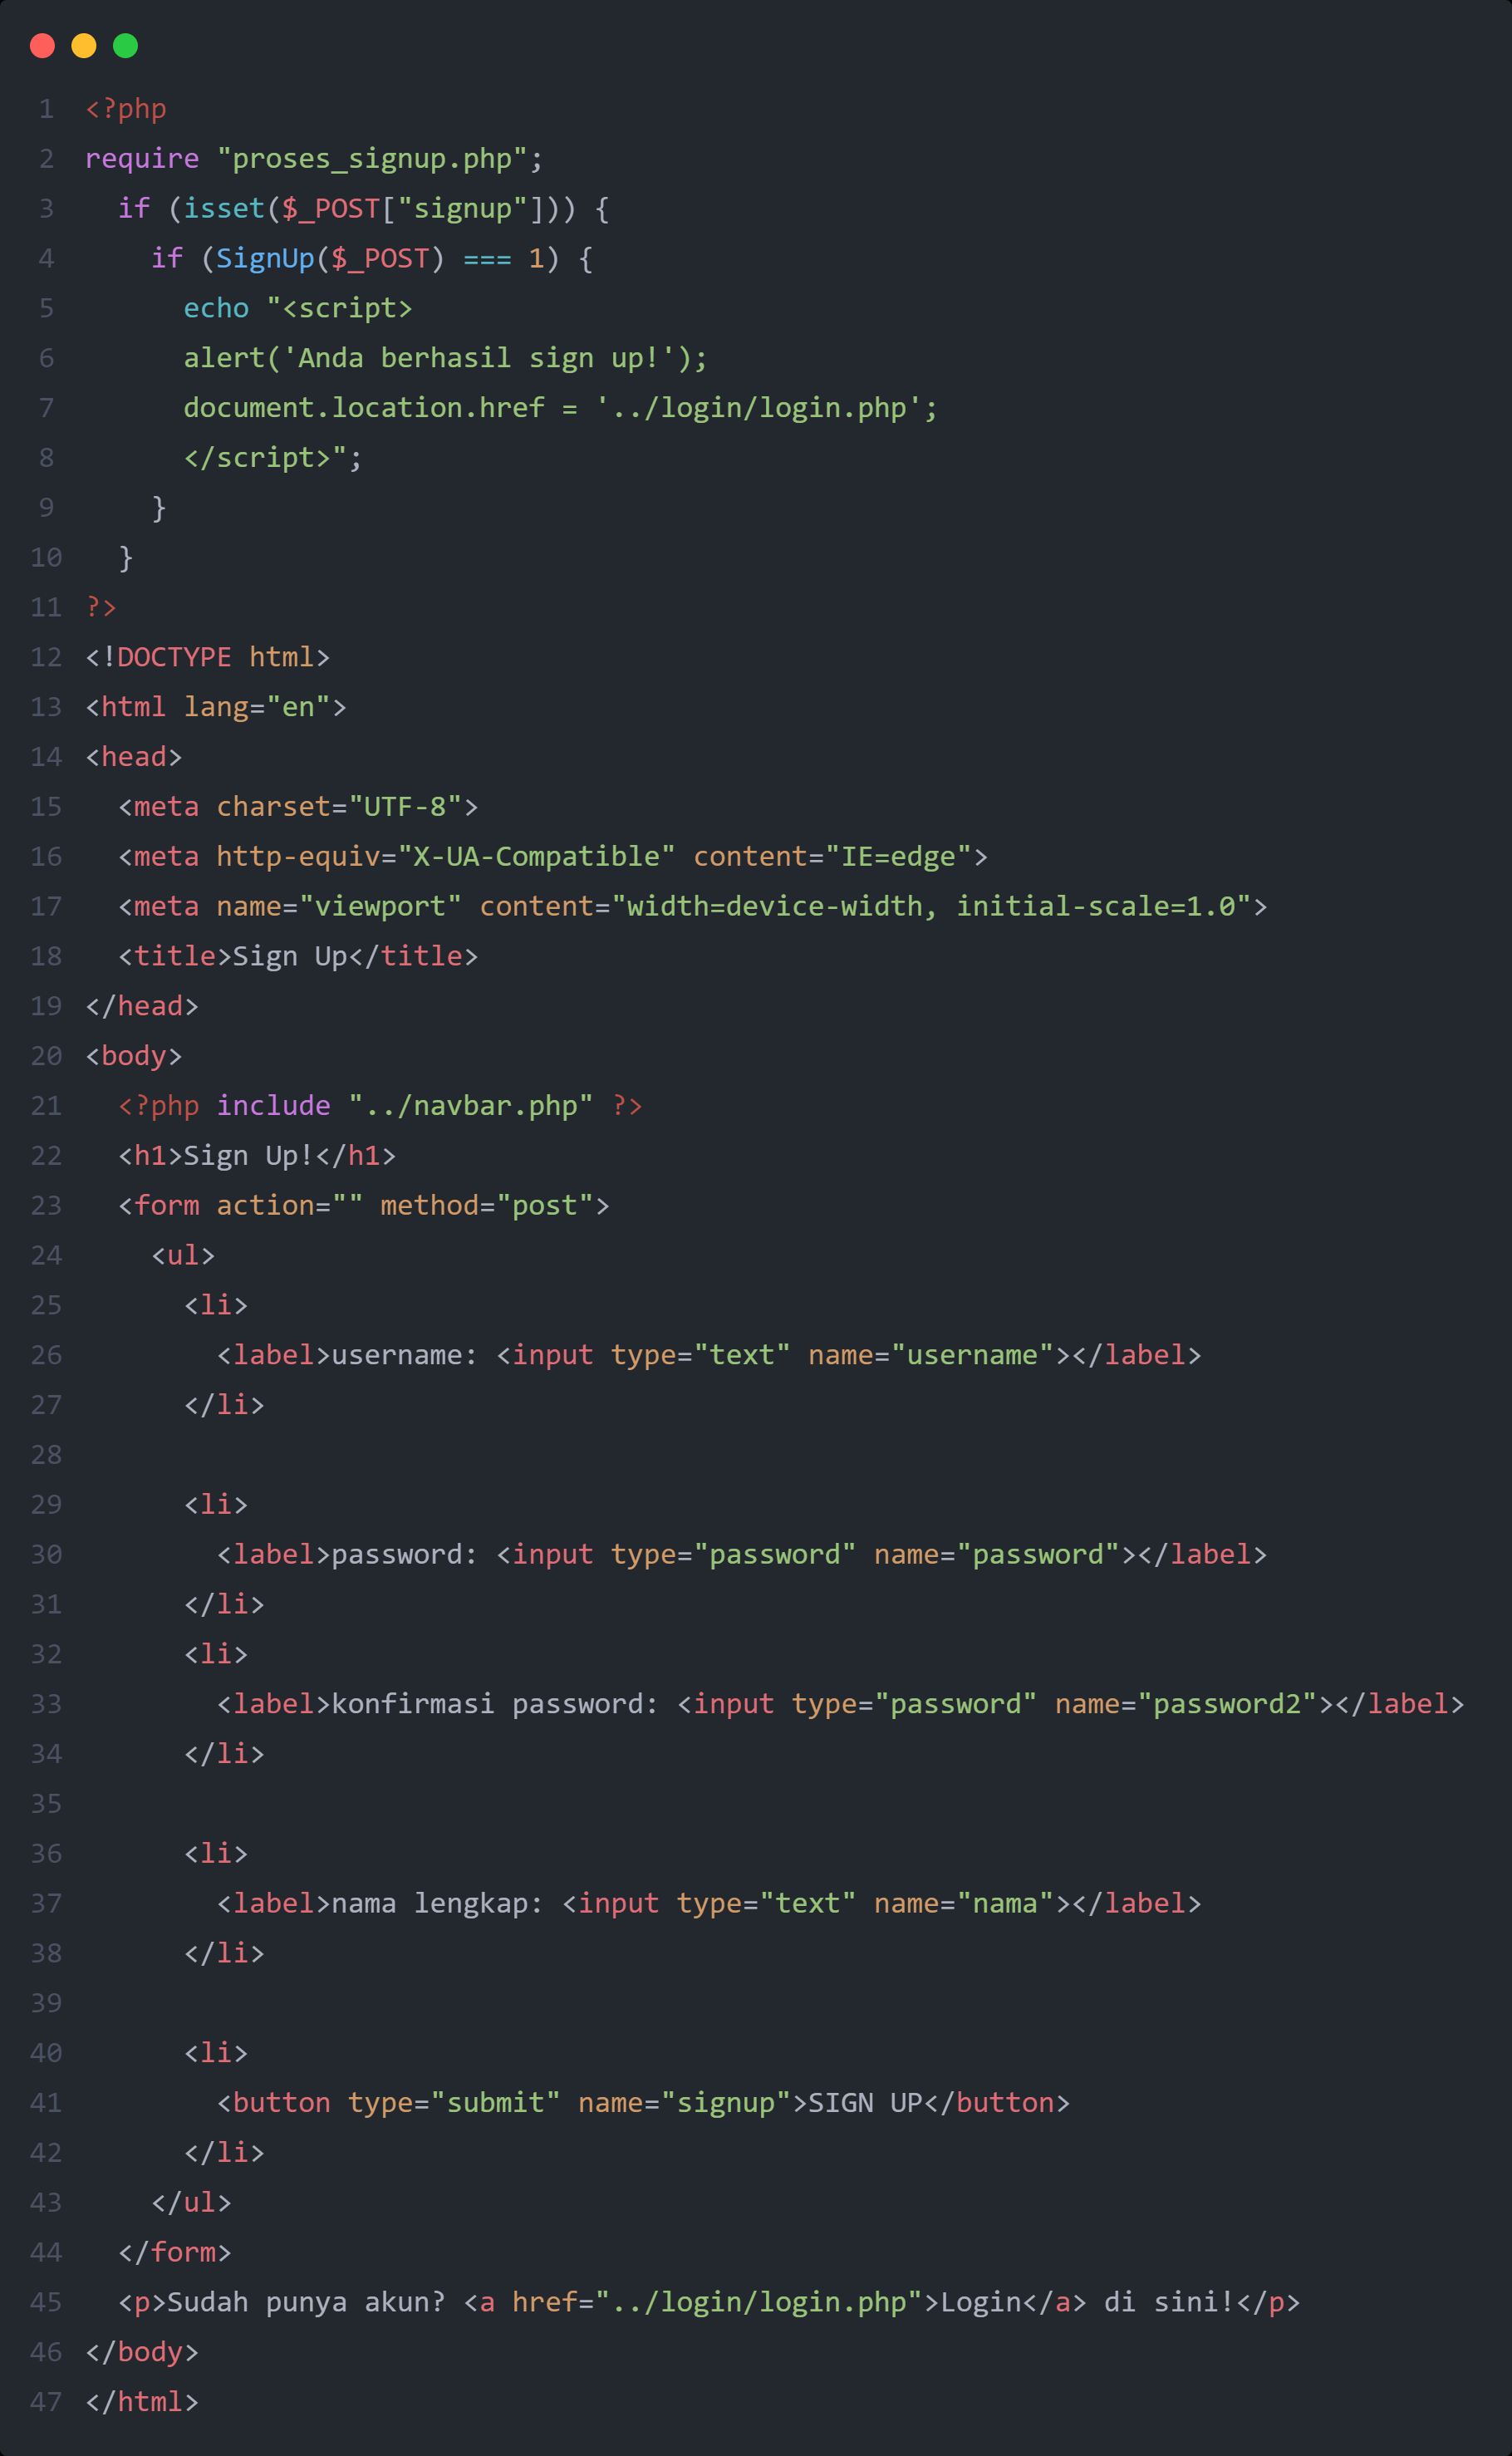 1 <?php
2 require "proses_signup.php";
3   if (isset($_POST["signup"])) {
4     if (SignUp($_POST) === 1) {
5       echo "<script>
6       alert('Anda berhasil sign up!');
7       document.location.href = '../login/login.php';
8       </script>";
9     }
10   }
11 ?>
12 <!DOCTYPE html>
13 <html lang="en">
14 <head>
15   <meta charset="UTF-8">
16   <meta http-equiv="X-UA-Compatible" content="IE=edge">
17   <meta name="viewport" content="width=device-width, initial-scale=1.0">
18   <title>Sign Up</title>
19 </head>
20 <body>
21   <?php include "../navbar.php" ?>
22   <h1>Sign Up!</h1>
23   <form action="" method="post">
24     <ul>
25       <li>
26         <label>username: <input type="text" name="username"></label>
27       </li>
28
29       <li>
30         <label>password: <input type="password" name="password"></label>
31       </li>
32       <li>
33         <label>konfirmasi password: <input type="password" name="password2"></label>
34       </li>
35
36       <li>
37         <label>nama lengkap: <input type="text" name="nama"></label>
38       </li>
39
40       <li>
41         <button type="submit" name="signup">SIGN UP</button>
42       </li>
43     </ul>
44   </form>
45   <p>Sudah punya akun? <a href="../login/login.php">Login</a> di sini!</p>
46 </body>
47 </html>